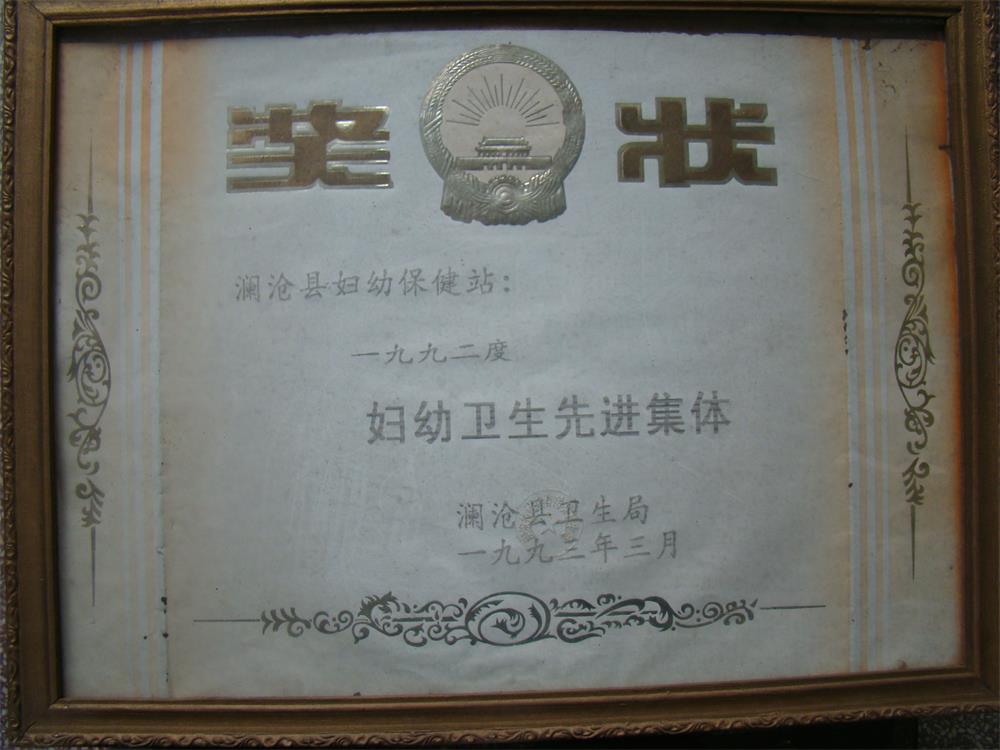 奖状
澜沧县妇幼保健站：
一九九二度
妇幼卫生先进集体
澜沧县卫生局
一九九三年三月